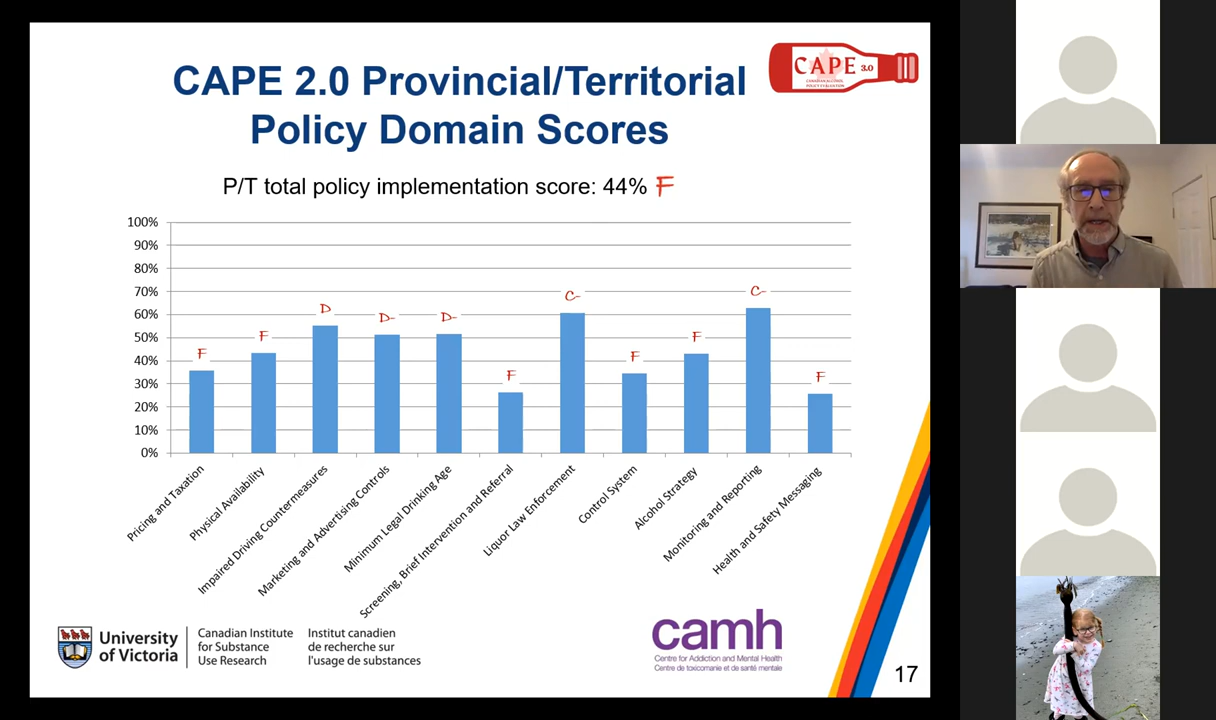 CAPE 2.0 Provincial/Territorial
Policy Domain Scores
CAPE 3.0
CANADIAN ALCOHOL
POLICY EVALUATION
P/T total policy implementation score: 44% F
100%
90%
80%
70%
60%
50%
40%
30%
20%
10%
0%
F
F
D
D-
D-
F
C-
F
F
C-
F
Pricing and Taxation
Physical Availability
Impaired Driving Countermeasures
Marketing and Advertising Controls
Minimum Legal Drinking Age
Screening, Brief Intervention and Referral
Liquor Law Enforcement
Control System
Alcohol Strategy
Monitoring and Reporting
Health and Safety Messaging
University
of Victoria
Canadian Institute
for Substance
Use Research
Institut canadien
de recherche sur
l'usage de substances
camh
Centre for Addiction and Mental Health
Centre de toxicomanie et de santé mentale
17